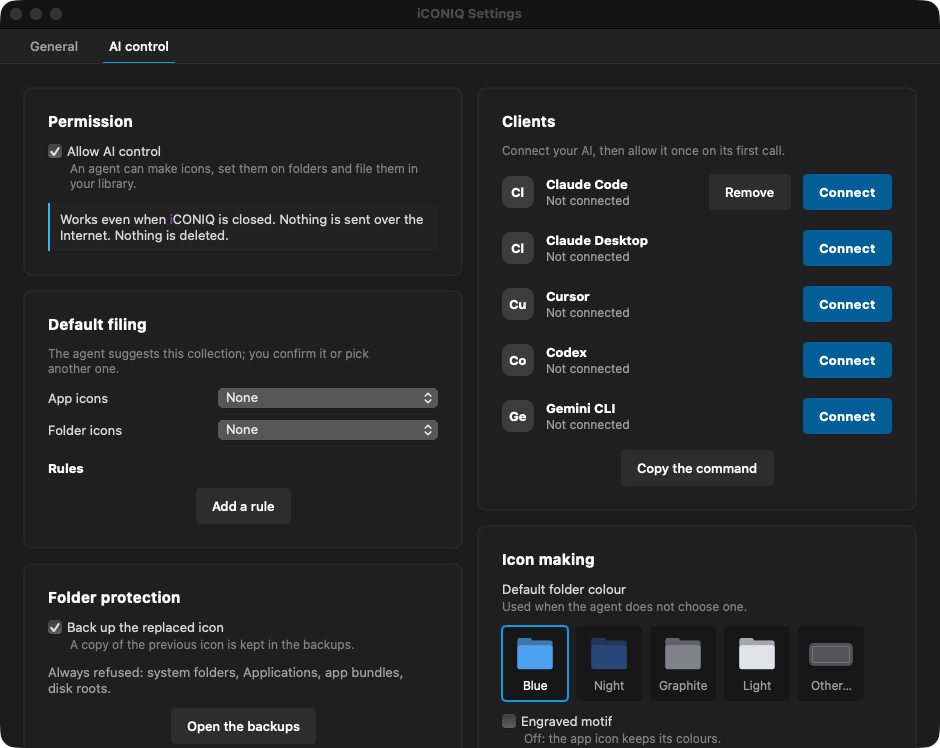 iCONIQ Settings
General
AI control
Permission
Allow AI control
An agent can make icons, set them on folders and file them in
your library.
Works even when iCONIQ is closed. Nothing is sent over the
Internet. Nothing is deleted.
Default filing
The agent suggests this collection; you confirm it or pick
another one.
App icons
None
Folder icons
None
Rules
Add a rule
Folder protection
Back up the replaced icon
A copy of the previous icon is kept in the backups.
Always refused: system folders, Applications, app bundles,
disk roots.
Open the backups
Clients
Connect your AI, then allow it once on its first call.
Cl
Claude Code
Not connected
Remove
Connect
Cl
Claude Desktop
Not connected
Connect
Cu
Cursor
Not connected
Connect
Co
Codex
Not connected
Connect
Ge
Gemini CLI
Not connected
Connect
Copy the command
Icon making
Default folder colour
Used when the agent does not choose one.
Blue
Night
Graphite
Light
Other...
Engraved motif
Off: the app icon keeps its colours.